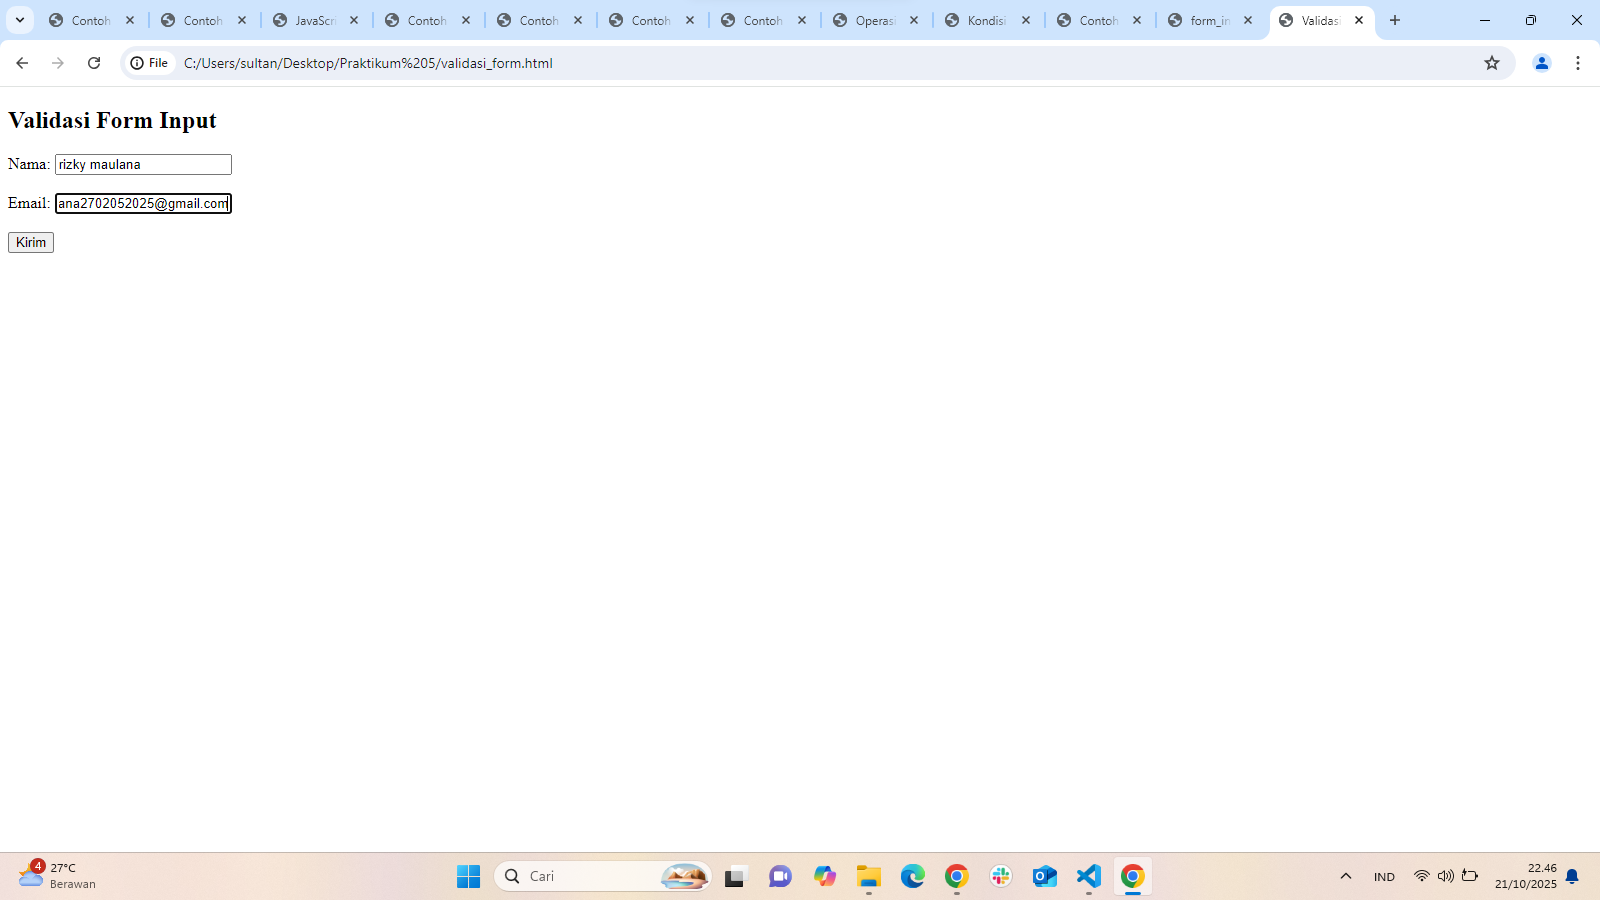 Contoh
Contoh
JavaScri
Contoh
Contoh
Contoh
Contoh
Operasi
Kondisi
Contoh
form_in
Validasi
File
C:/Users/sultan/Desktop/Praktikum%205/validasi_form.html
Validasi Form Input
Nama: rizky maulana
Email: ana2702052025@gmail.com
Kirim
4
27°C
Berawan
Cari
IND
22.46
21/10/2025